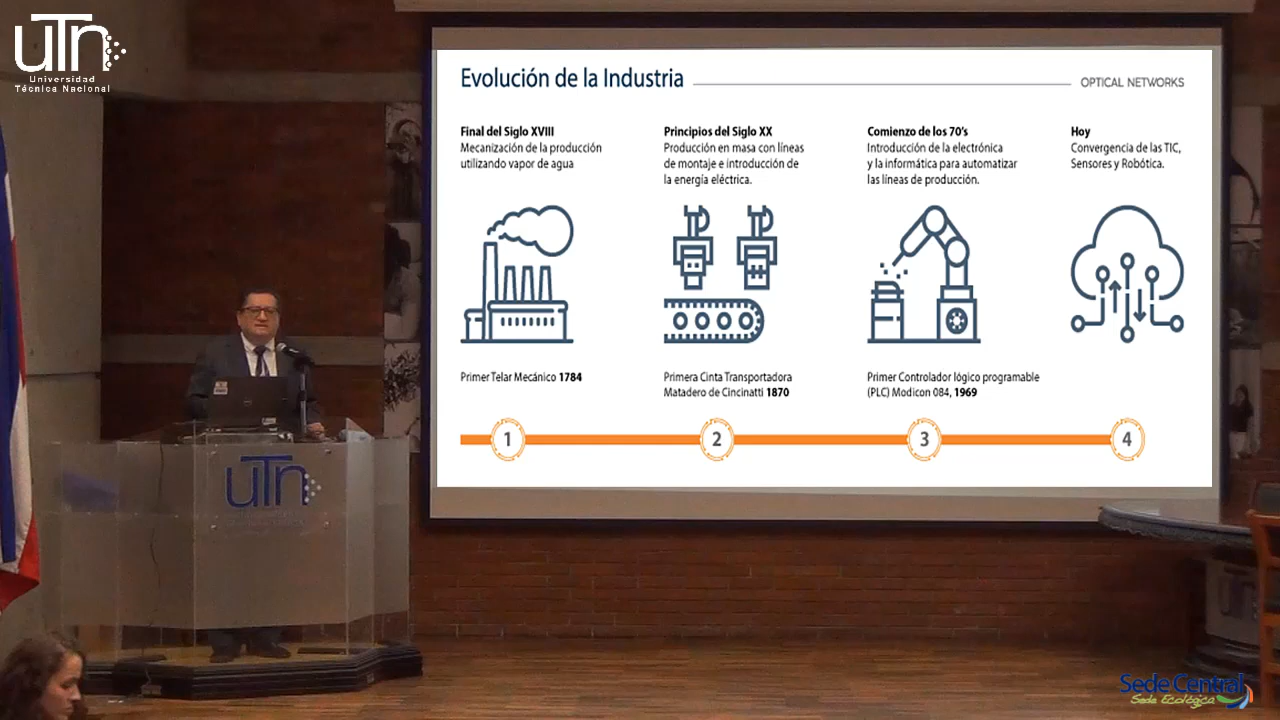 uTn
Universidad
Técnica Nacional
Evolución de la Industria
OPTICAL NETWORKS
Final del Siglo XVIII
Mecanización de la producción
utilizando vapor de agua
Principios del Siglo XX
Producción en masa con líneas
de montaje e introducción de
la energía eléctrica.
Comienzo de los 70's
Introducción de la electrónica
y la informática para automatizar
las líneas de producción.
Hoy
Convergencia de las TIC,
Sensores y Robótica.
Primer Telar Mecánico 1784
Primera Cinta Transportadora
Matadero de Cincinatti 1870
Primer Controlador lógico programable
(PLC) Modicon 084, 1969
1
2
3
4
uTn
Sede Central
Sede Ecológica